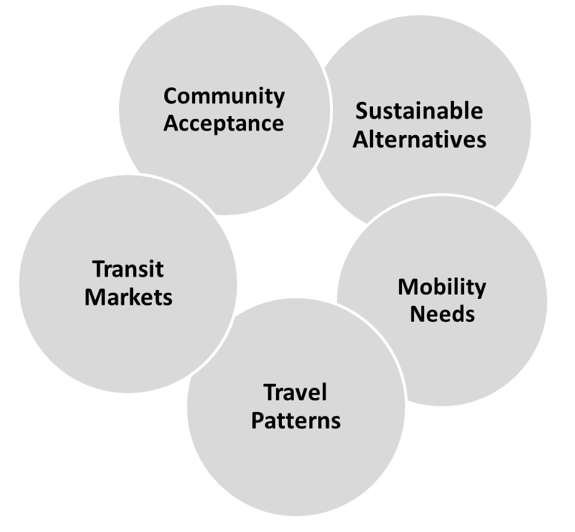 Community
Acceptance
Sustainable
Alternatives
Transit
Markets
Mobility
Needs
Travel
Patterns